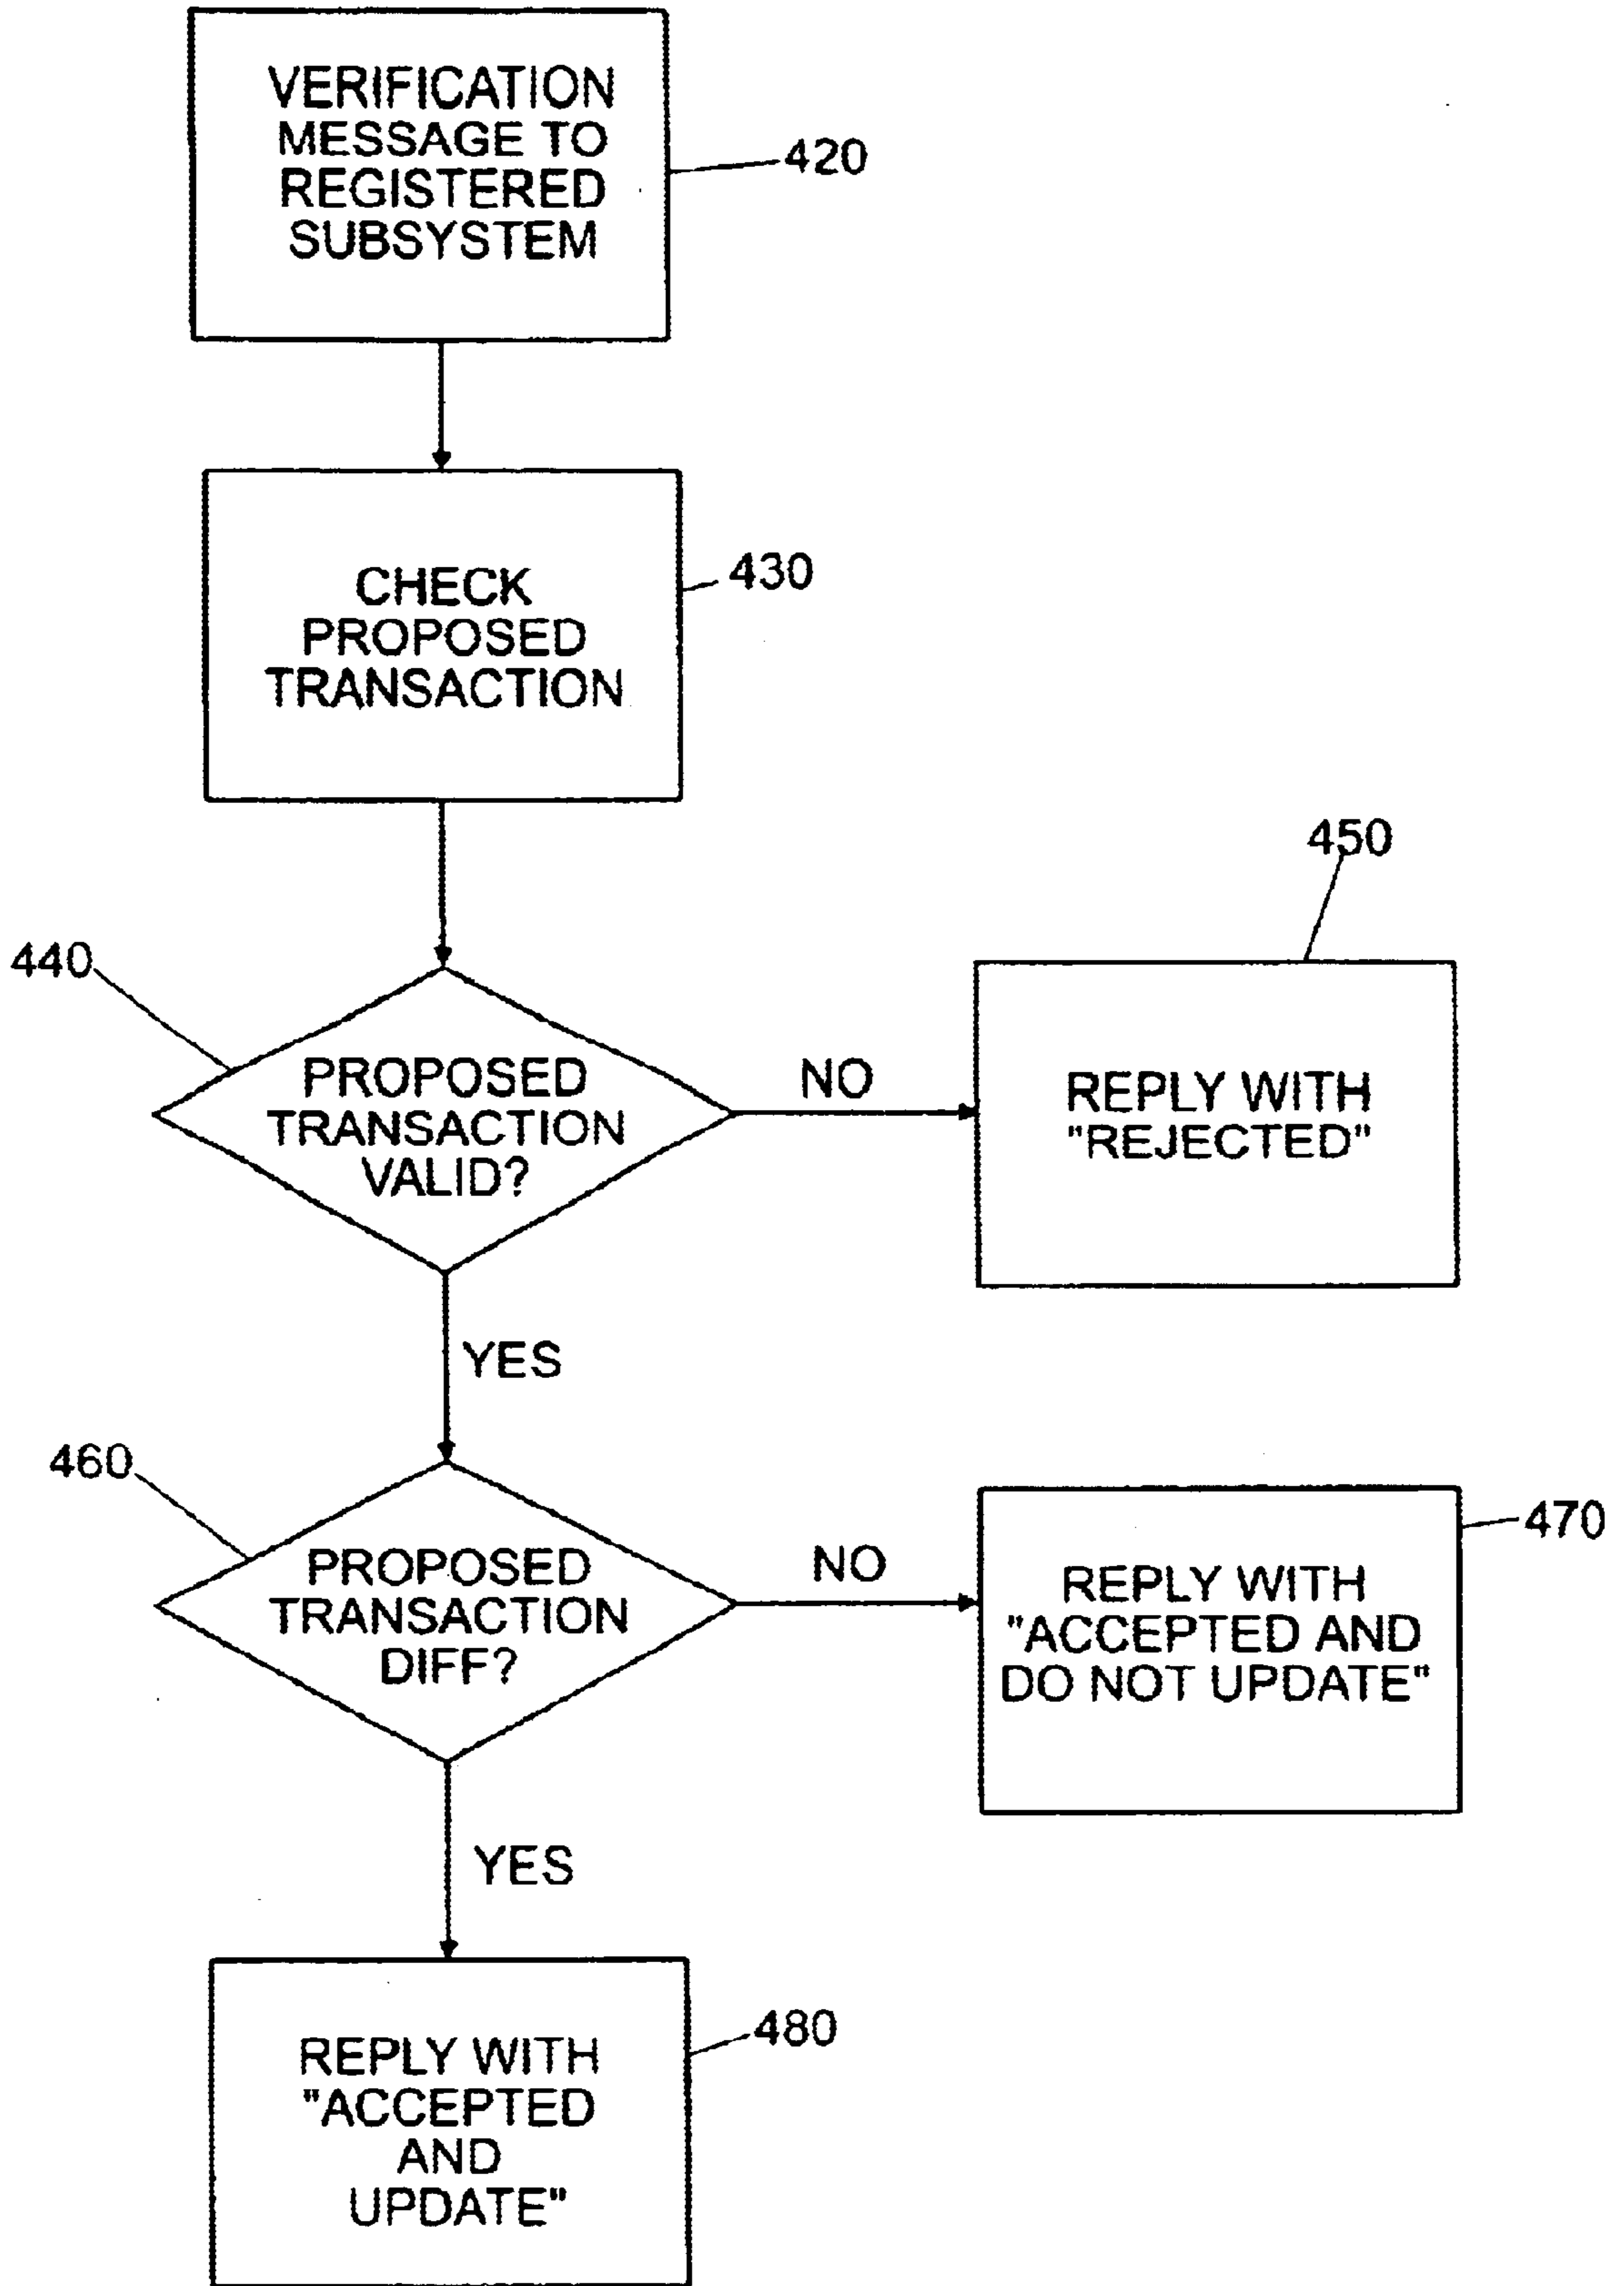 VERIFICATION
MESSAGE TO
REGISTERED
SUBSYSTEM
420
CHECK
PROPOSED
TRANSACTION
430
440
PROPOSED
TRANSACTION
VALID?
NO
450
REPLY WITH
"REJECTED"
YES
460
PROPOSED
TRANSACTION
DIFF?
NO
470
REPLY WITH
"ACCEPTED AND
DO NOT UPDATE"
YES
480
REPLY WITH
"ACCEPTED
AND
UPDATE"